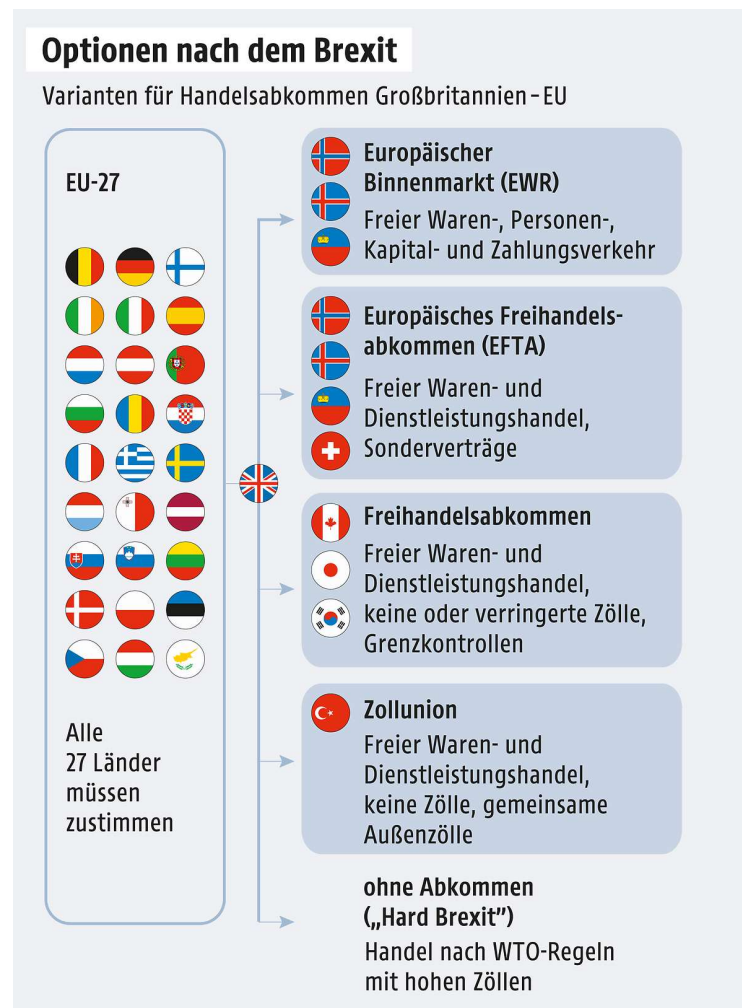 Optionen nach dem Brexit
Varianten für Handelsabkommen Großbritannien – EU
EU-27
Alle
27 Länder
müssen
zustimmen
Europäischer
Binnenmarkt (EWR)
Freier Waren-, Personen-,
Kapital- und Zahlungsverkehr
Europäisches Freihandels-
abkommen (EFTA)
Freier Waren- und
Dienstleistungshandel,
Sonderverträge
Freihandelsabkommen
Freier Waren- und
Dienstleistungshandel,
keine oder verringerte Zölle,
Grenzkontrollen
Zollunion
Freier Waren- und
Dienstleistungshandel,
keine Zölle, gemeinsame
Außenzölle
ohne Abkommen
(„Hard Brexit”)
Handel nach WTO-Regeln
mit hohen Zöllen